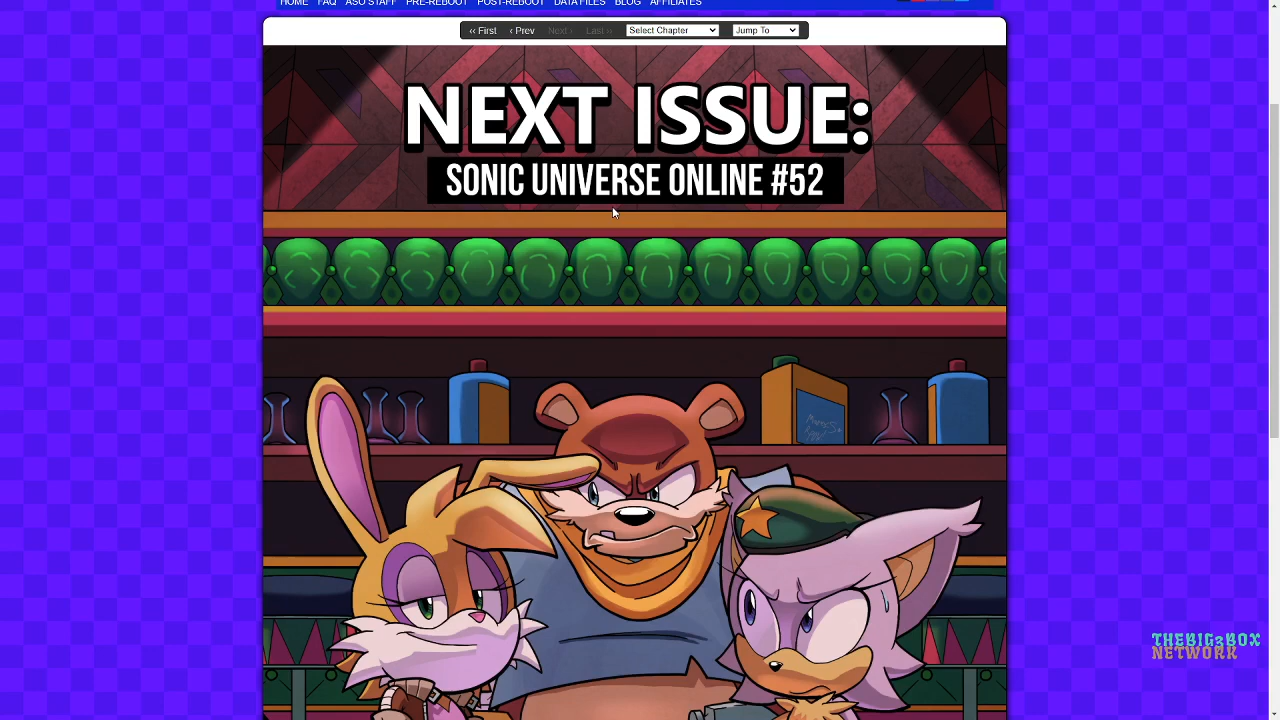 HOME FAQ ASO STAFF PRE-REBOOT POST-REBOOT DATA FILES BLOG AFFILIATES
‹‹ First ‹ Prev Next › Last ›› Select Chapter Jump To
NEXT ISSUE:
SONIC UNIVERSE ONLINE #52
THEBIG3BOX
NETWORK